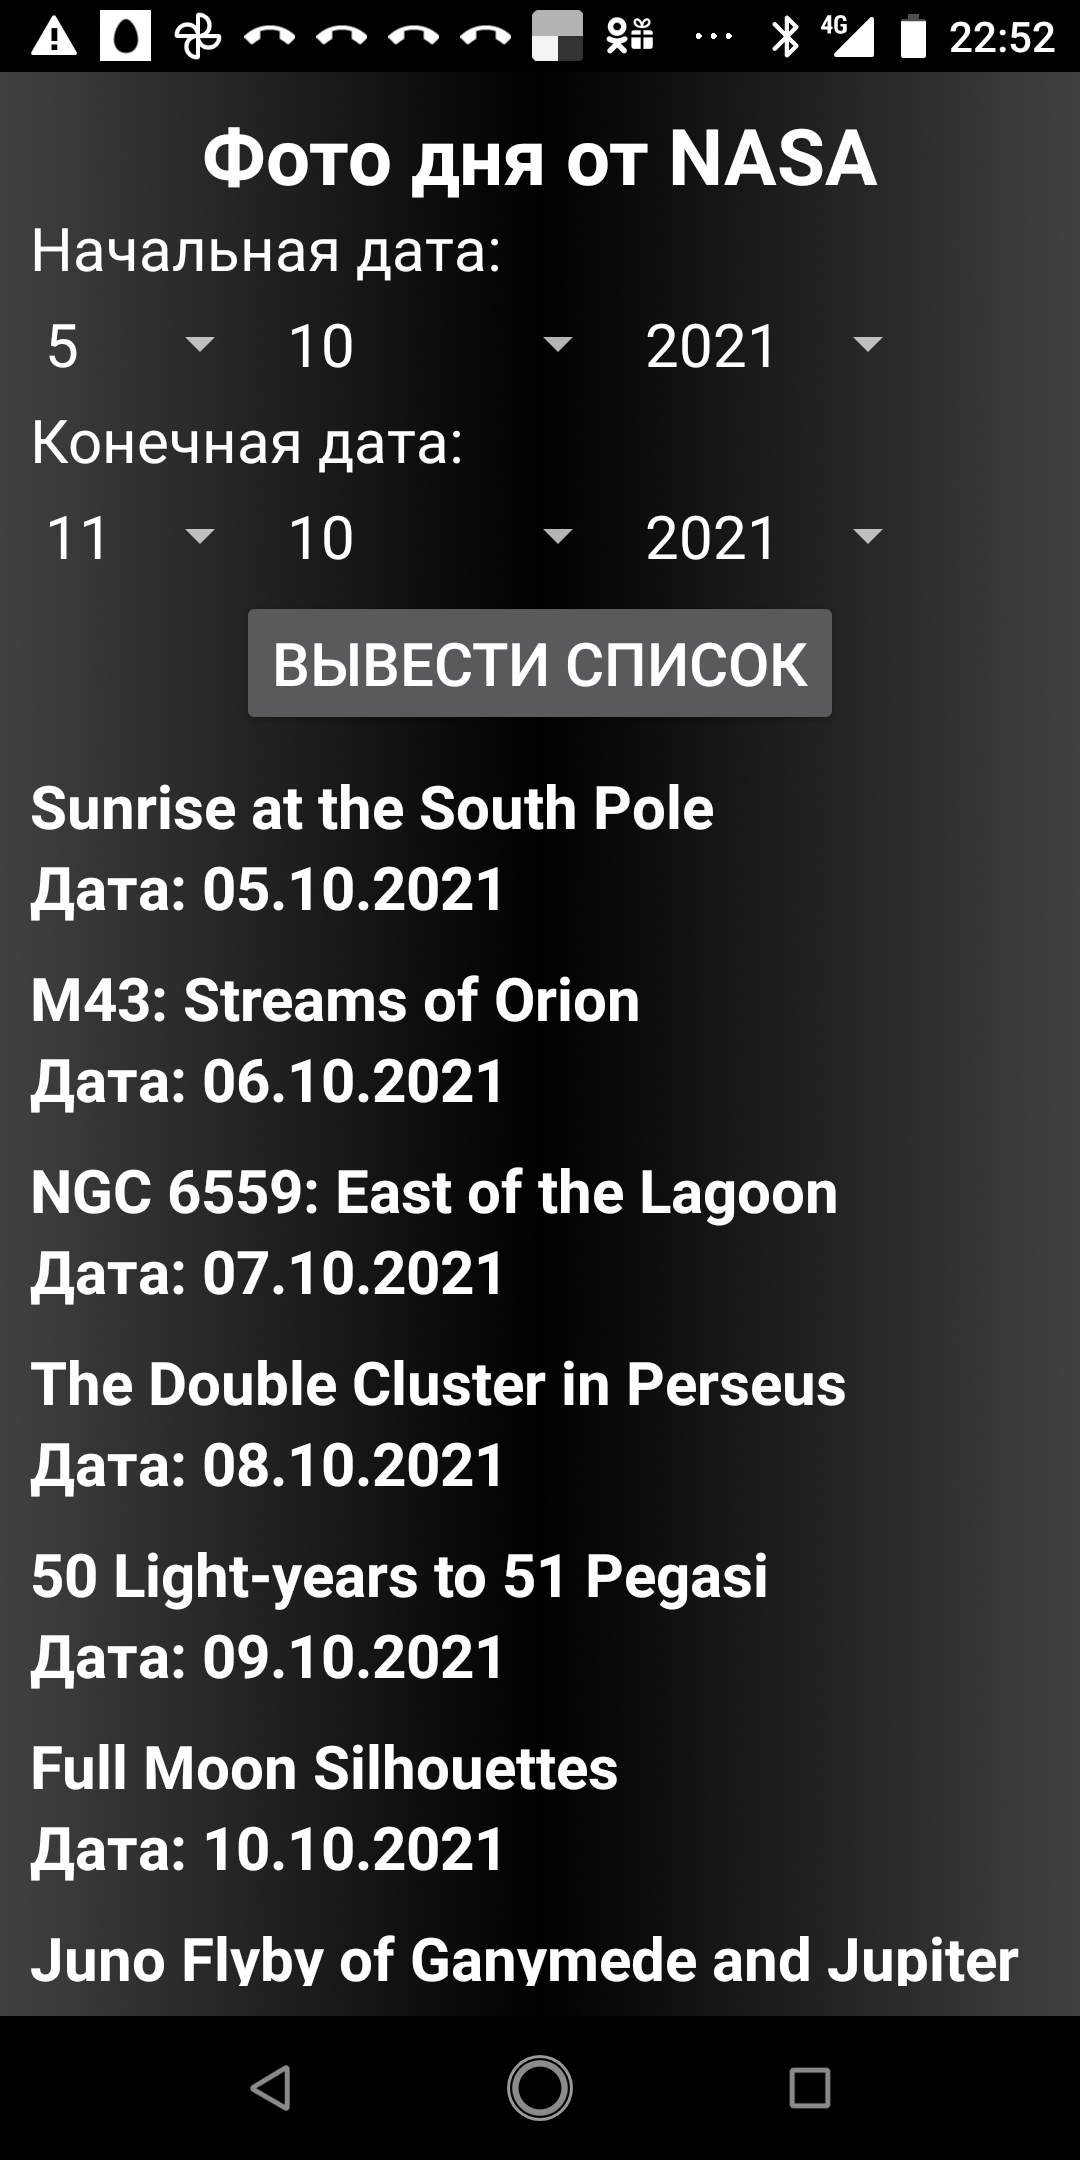 4G 22:52
Фото дня от NASA
Начальная дата:
5 10 2021
Конечная дата:
11 10 2021
ВЫВЕСТИ СПИСОК
Sunrise at the South Pole
Дата: 05.10.2021
M43: Streams of Orion
Дата: 06.10.2021
NGC 6559: East of the Lagoon
Дата: 07.10.2021
The Double Cluster in Perseus
Дата: 08.10.2021
50 Light-years to 51 Pegasi
Дата: 09.10.2021
Full Moon Silhouettes
Дата: 10.10.2021
Juno Flyby of Ganymede and Jupiter